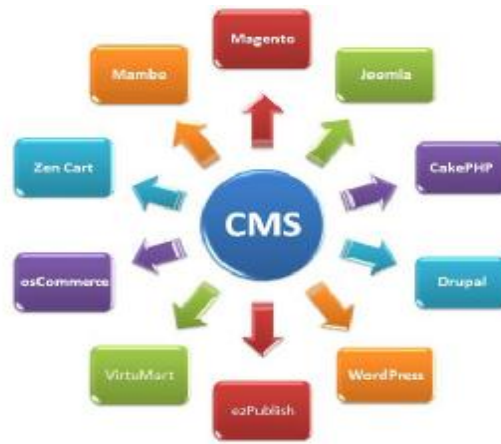 Magento
Mambo
Joomla
Zen Cart
CakePHP
CMS
osCommerce
Drupal
VirtuMart
WordPress
ezPublish